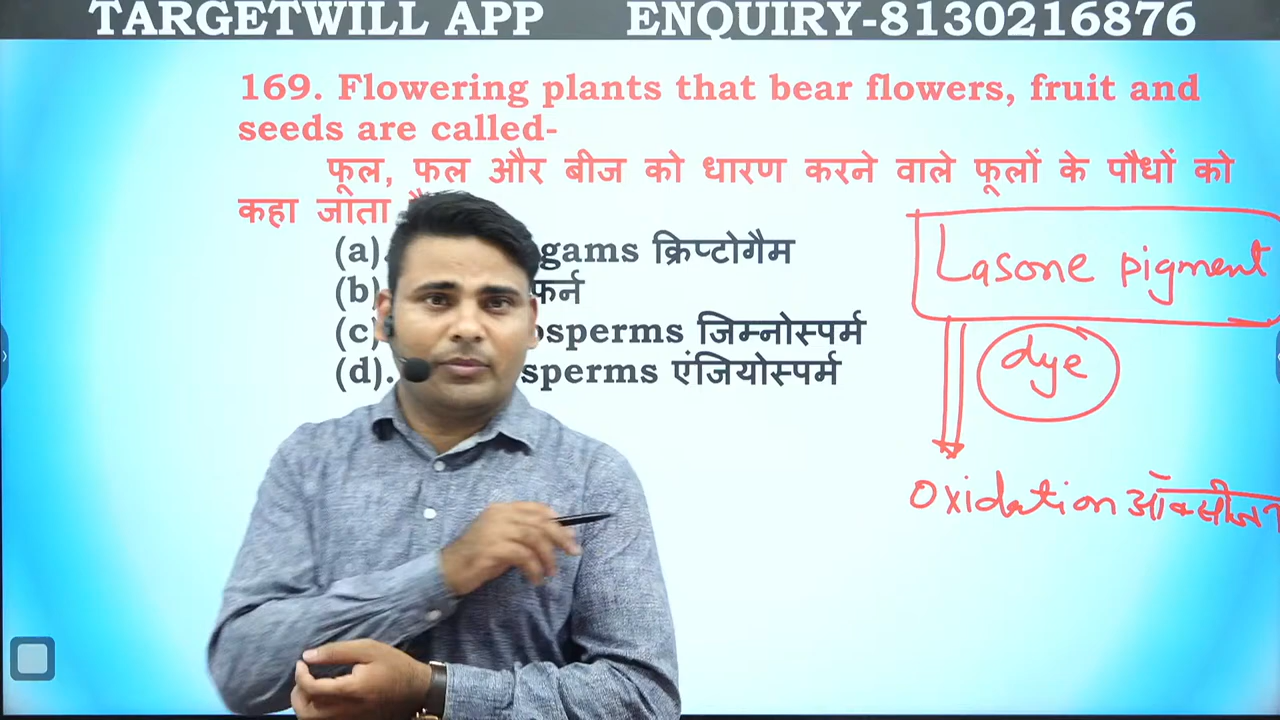 TARGETWILL APP ENQUIRY-8130216876
169. Flowering plants that bear flowers, fruit and
seeds are called-
फूल, फल और बीज को धारण करने वाले फूलों के पौधों को
कहा जाता
(a). gams क्रिप्टोगैम
(b) फर्न
(c) osperms जिम्नोस्पर्म
(d). sperms एंजियोस्पर्म
Lasone pigment
dye
Oxidation